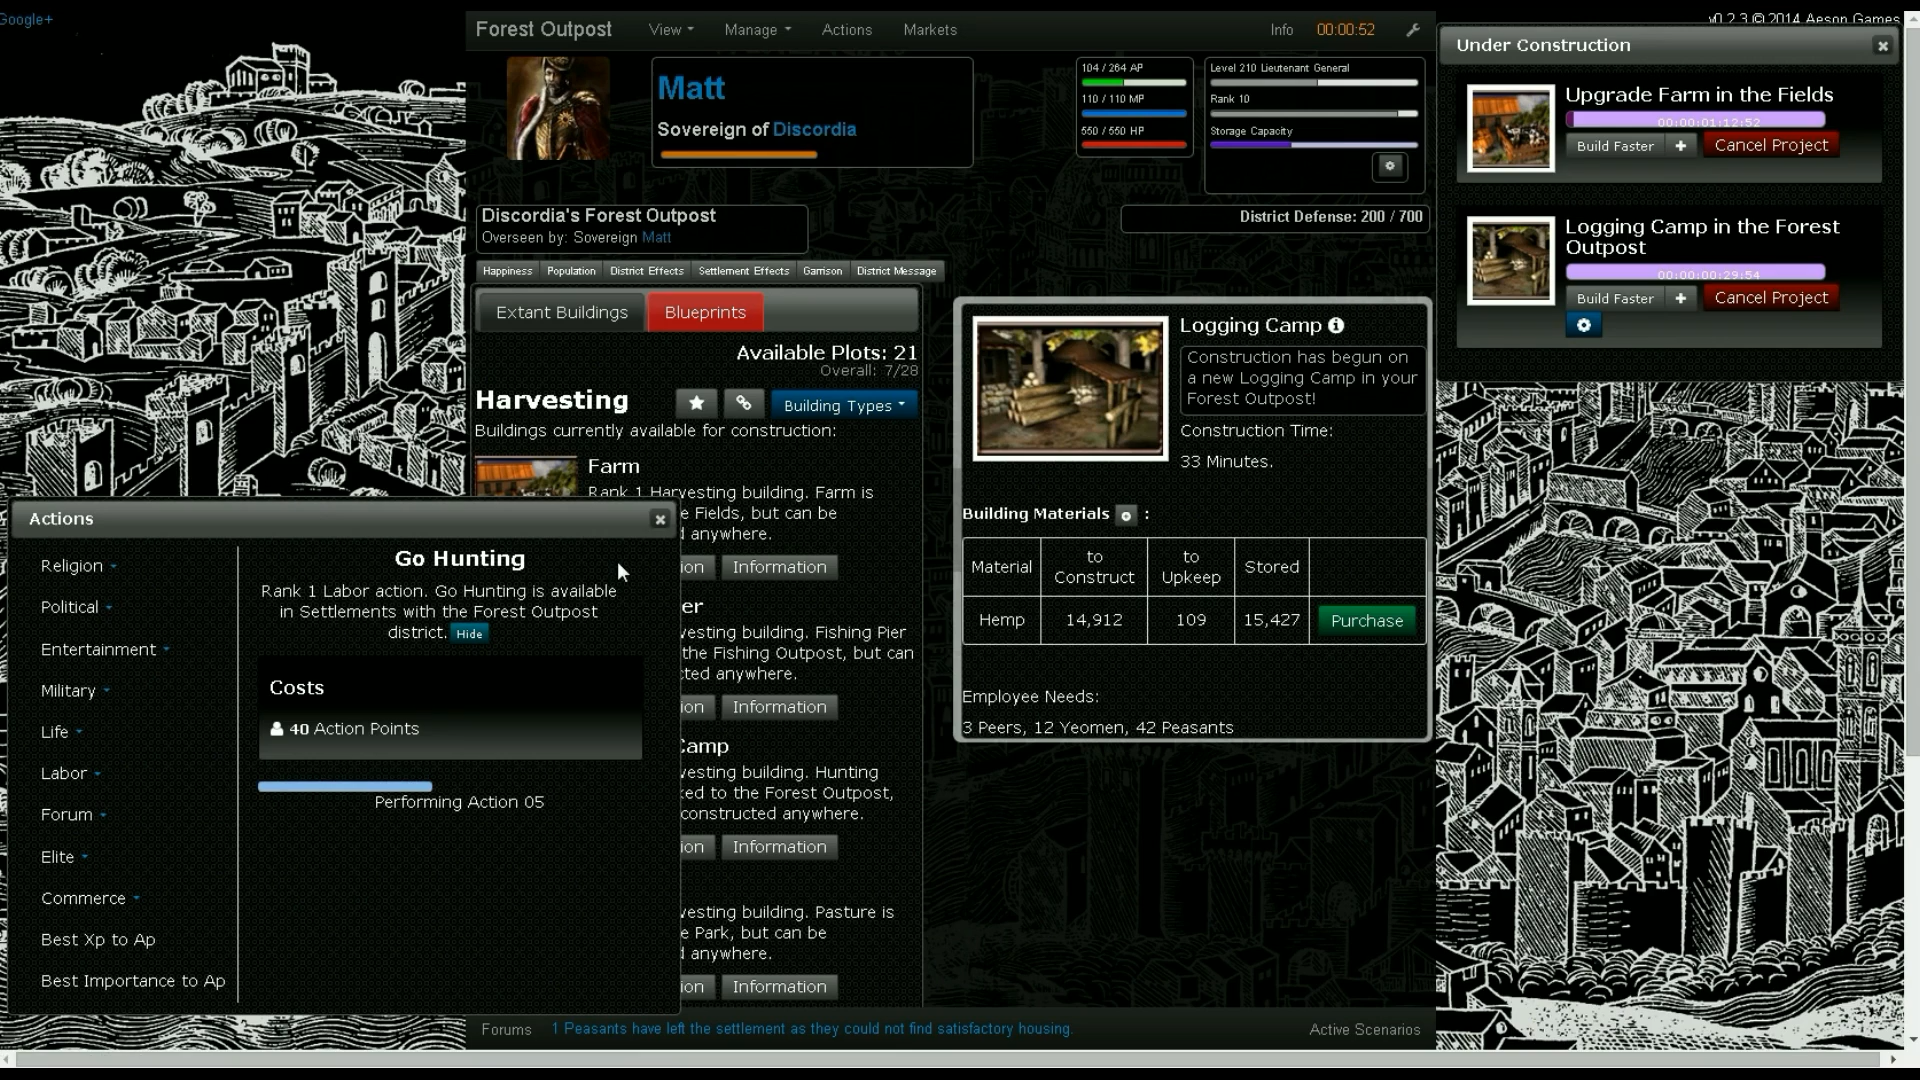 Google+
Forest Outpost
View
Manage
Actions
Markets
Info
00:00:52
v0.2.3 © 2014 Aeson Games
Matt
Sovereign of Discordia
104 / 264 AP
110 / 110 MP
550 / 550 HP
Level 210 Lieutenant General
Rank 10
Storage Capacity
Discordia's Forest Outpost
Overseen by: Sovereign Matt
District Defense: 200 / 700
Happiness
Population
District Effects
Settlement Effects
Garrison
District Message
Extant Buildings
Blueprints
Available Plots: 21
Overall: 7/28
Harvesting
Building Types
Buildings currently available for construction:
Farm
Rank 1 Harvesting building. Farm is
e Fields, but can be
d anywhere.
ion
Information
er
vesting building. Fishing Pier
the Fishing Outpost, but can
cted anywhere.
ion
Information
Camp
vesting building. Hunting
ked to the Forest Outpost,
constructed anywhere.
ion
Information
vesting building. Pasture is
e Park, but can be
d anywhere.
ion
Information
Logging Camp
Construction has begun on
a new Logging Camp in your
Forest Outpost!
Construction Time:
33 Minutes.
Building Materials :
Material
to Construct
to Upkeep
Stored
Hemp
14,912
109
15,427
Purchase
Employee Needs:
3 Peers, 12 Yeomen, 42 Peasants
Under Construction
Upgrade Farm in the Fields
00:00:01:12:52
Build Faster
+
Cancel Project
Logging Camp in the Forest
Outpost
00:00:00:29:54
Build Faster
+
Cancel Project
Actions
Religion
Political
Entertainment
Military
Life
Labor
Forum
Elite
Commerce
Best Xp to Ap
Best Importance to Ap
Go Hunting
Rank 1 Labor action. Go Hunting is available
in Settlements with the Forest Outpost
district. Hide
Costs
40 Action Points
Performing Action 05
Forums
1 Peasants have left the settlement as they could not find satisfactory housing.
Active Scenarios